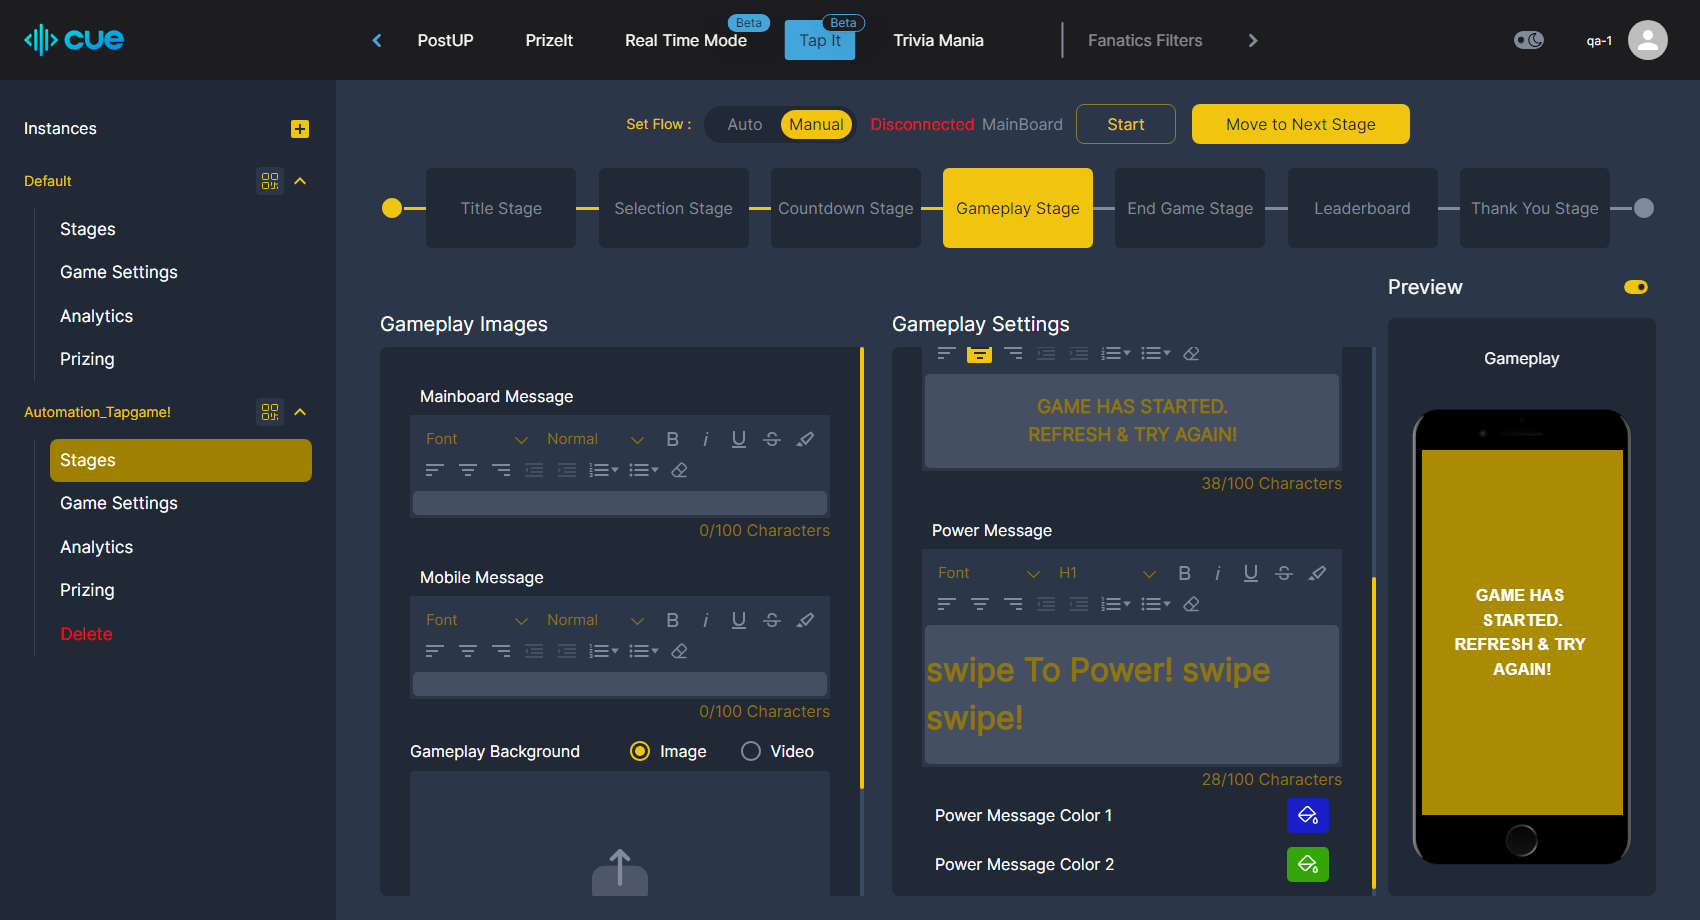 cue
PostUP
PrizeIt
Real Time Mode
Beta
Tap It
Beta
Trivia Mania
Fanatics Filters
qa-1
Instances
Default
Stages
Game Settings
Analytics
Prizing
Automation_Tapgame!
Stages
Game Settings
Analytics
Prizing
Delete
Set Flow :
Auto
Manual
Disconnected MainBoard
Start
Move to Next Stage
Title Stage
Selection Stage
Countdown Stage
Gameplay Stage
End Game Stage
Leaderboard
Thank You Stage
Gameplay Images
Mainboard Message
Font
Normal
0/100 Characters
Mobile Message
Font
Normal
0/100 Characters
Gameplay Background
Image
Video
Gameplay Settings
GAME HAS STARTED.
REFRESH & TRY AGAIN!
38/100 Characters
Power Message
Font
H1
swipe To Power! swipe
swipe!
28/100 Characters
Power Message Color 1
Power Message Color 2
Preview
Gameplay
GAME HAS
STARTED.
REFRESH & TRY
AGAIN!